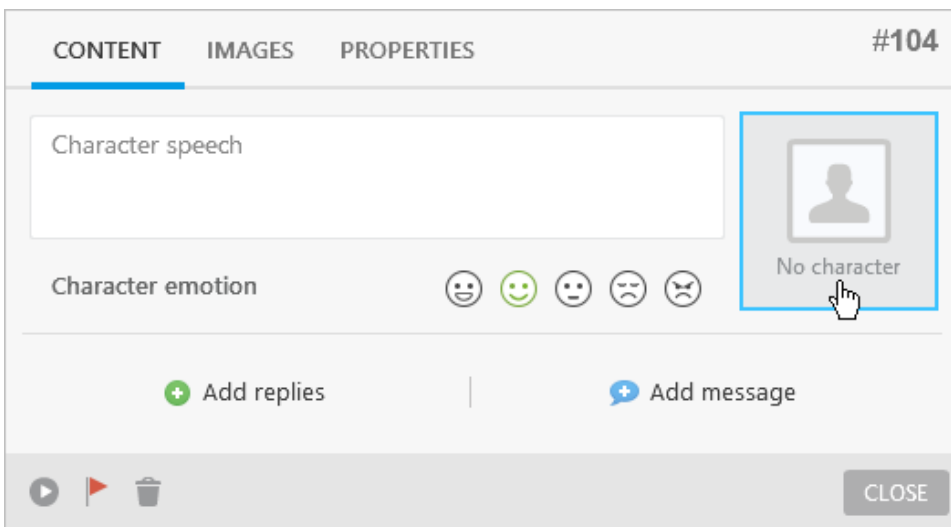 CONTENT IMAGES PROPERTIES #104
Character speech
No character
Character emotion
Add replies Add message
CLOSE